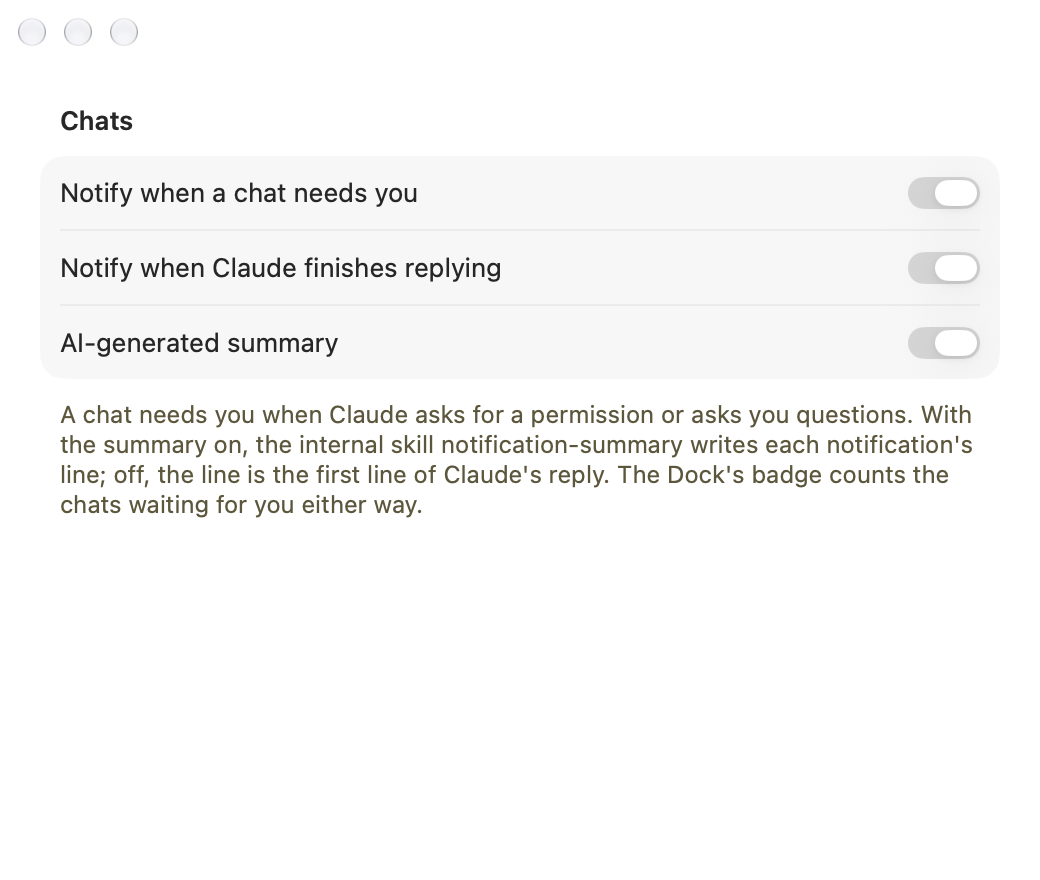 Chats
Notify when a chat needs you
Notify when Claude finishes replying
AI-generated summary
A chat needs you when Claude asks for a permission or asks you questions. With
the summary on, the internal skill notification-summary writes each notification's
line; off, the line is the first line of Claude's reply. The Dock's badge counts the
chats waiting for you either way.